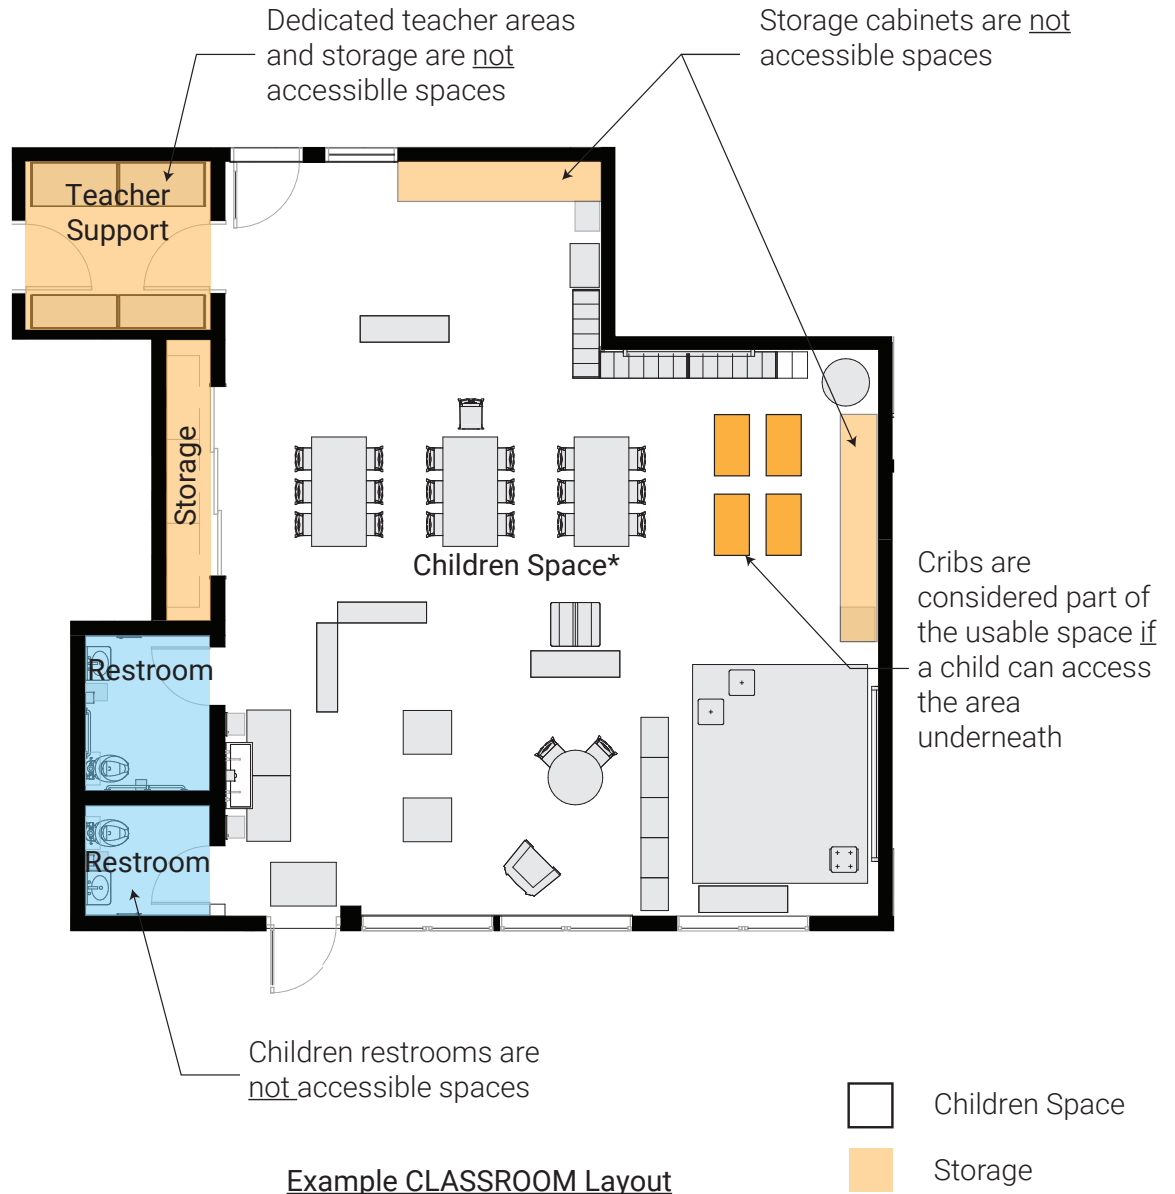 Dedicated teacher areas
and storage are not
accessiblle spaces
Storage cabinets are not
accessible spaces
Teacher
Support
Storage
Children Space*
Cribs are
considered part of
the usable space if
a child can access
the area
underneath
Restroom
Restroom
Children restrooms are
not accessible spaces
Children Space
Storage
Example CLASSROOM Layout